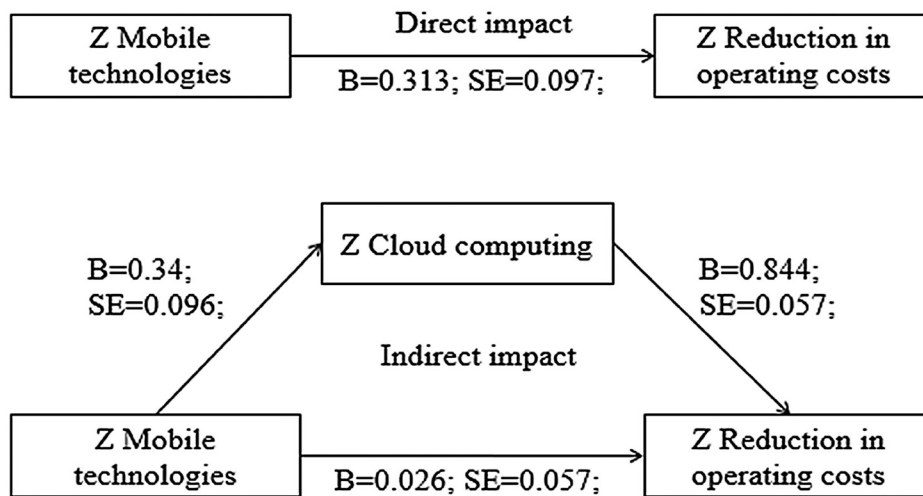 Z Mobile
technologies
Direct impact
B=0.313; SE=0.097;
Z Reduction in
operating costs
Z Cloud computing
B=0.34;
SE=0.096;
B=0.844;
SE=0.057;
Indirect impact
Z Mobile
technologies
B=0.026; SE=0.057;
Z Reduction in
operating costs